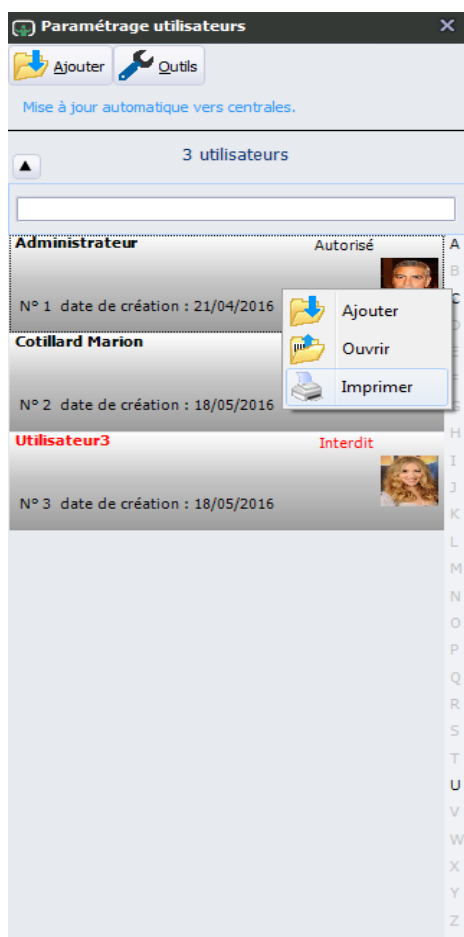 Paramétrage utilisateurs
Ajouter Outils
Mise à jour automatique vers centrales.
3 utilisateurs
Administrateur Autorisé
N° 1 date de création : 21/04/2016
Cotillard Marion
N° 2 date de création : 18/05/2016
Utilisateur3 Interdit
N° 3 date de création : 18/05/2016
Ajouter
Ouvrir
Imprimer
A
B
C
D
E
F
G
H
I
J
K
L
M
N
O
P
Q
R
S
T
U
V
W
X
Y
Z